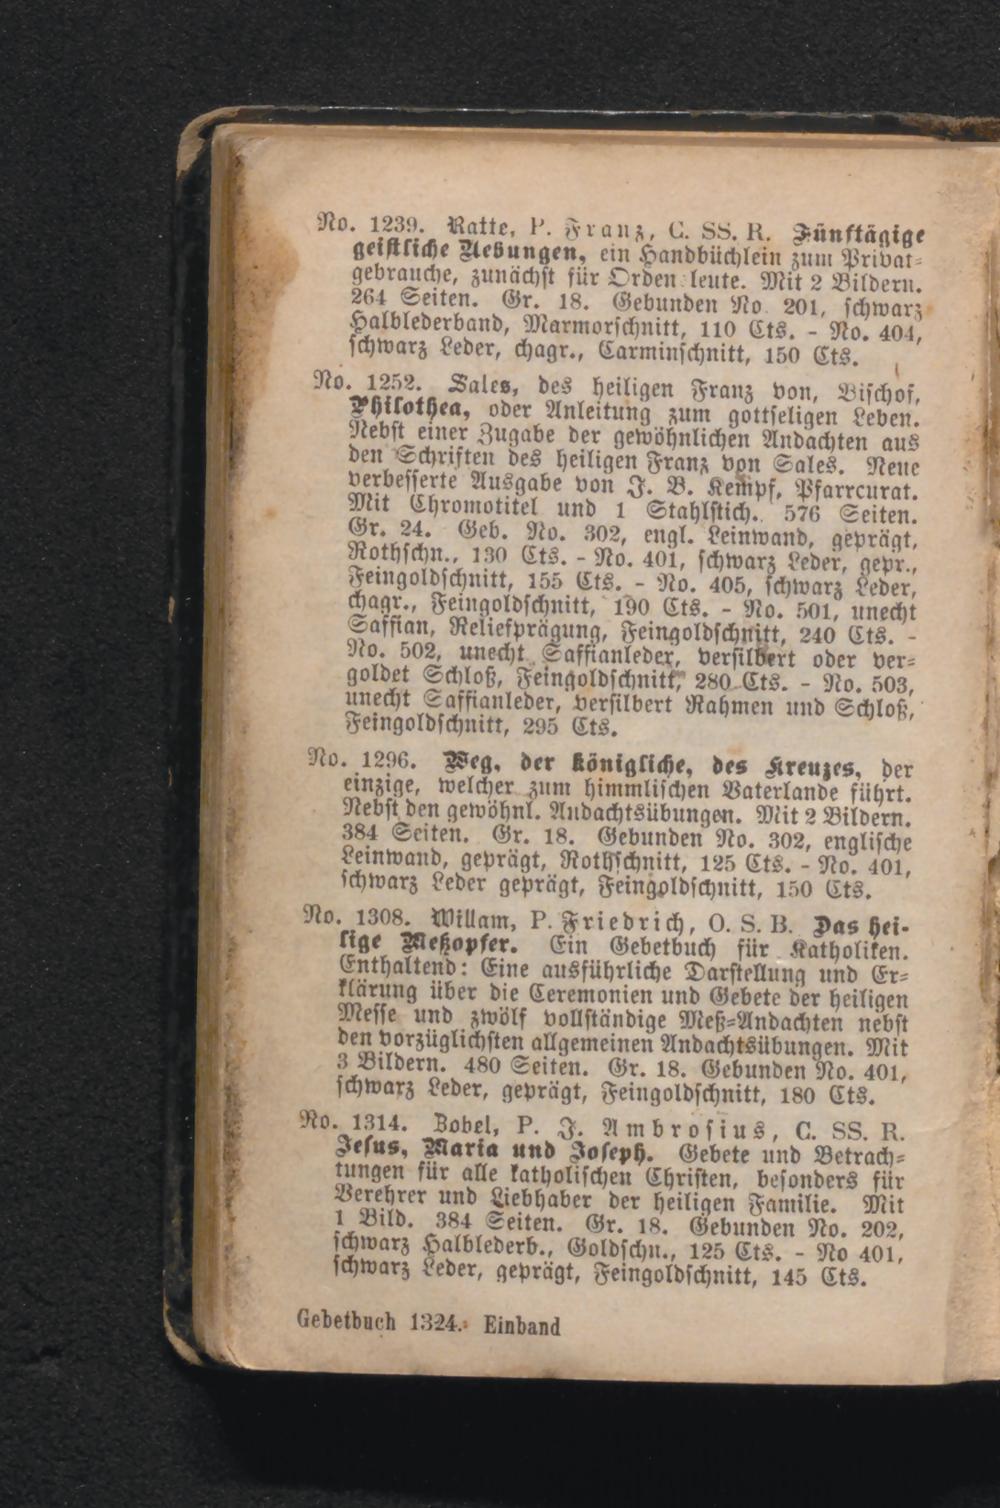 No. 1239. Ratte, P. Franz, C. SS. R. Fünftägige
geistliche Uebungen, ein Handbüchlein zum Privat-
gebrauche, zunächst für Ordensleute. Mit 2 Bildern.
264 Seiten. Gr. 18. Gebunden No. 201, schwarz
Halblederband, Marmorschnitt, 110 Cts. - No. 404,
schwarz Leder, chagr., Carminschnitt, 150 Cts.
No. 1252. Sales, des heiligen Franz von, Bischof,
Philothea, oder Anleitung zum gottseligen Leben.
Nebst einer Zugabe der gewöhnlichen Andachten aus
den Schriften des heiligen Franz von Sales. Neue
verbesserte Ausgabe von J. B. Kempf, Pfarrcurat.
Mit Chromotitel und 1 Stahlstich. 576 Seiten.
Gr. 24. Geb. No. 302, engl. Leinwand, geprägt,
Rothschn., 130 Cts. - No. 401, schwarz Leder, gepr.,
Feingoldschnitt, 155 Cts. - No. 405, schwarz Leder,
chagr., Feingoldschnitt, 190 Cts. - No. 501, unecht
Saffian, Reliefprägung, Feingoldschnitt, 240 Cts. -
No. 502, unecht Saffianleder, versilbert oder ver-
goldet Schloß, Feingoldschnitt, 280 Cts. - No. 503,
unecht Saffianleder, versilbert Rahmen und Schloß,
Feingoldschnitt, 295 Cts.
No. 1296. Weg, der königliche, des Kreuzes, der
einzige, welcher zum himmlischen Vaterlande führt.
Nebst den gewöhnl. Andachtsübungen. Mit 2 Bildern.
384 Seiten. Gr. 18. Gebunden No. 302, englische
Leinwand, geprägt, Rothschnitt, 125 Cts. - No. 401,
schwarz Leder geprägt, Feingoldschnitt, 150 Cts.
No. 1308. Willam, P. Friedrich, O. S. B. Das hei-
lige Meßopfer. Ein Gebetbuch für Katholiken.
Enthaltend: Eine ausführliche Darstellung und Er-
klärung über die Ceremonien und Gebete der heiligen
Messe und zwölf vollständige Meß-Andachten nebst
den vorzüglichsten allgemeinen Andachtsübungen. Mit
3 Bildern. 480 Seiten. Gr. 18. Gebunden No. 401,
schwarz Leder, geprägt, Feingoldschnitt, 180 Cts.
No. 1314. Zobel, P. J. Ambrosius, C. SS. R.
Jesus, Maria und Joseph. Gebete und Betrach-
tungen für alle katholischen Christen, besonders für
Verehrer und Liebhaber der heiligen Familie. Mit
1 Bild. 384 Seiten. Gr. 18. Gebunden No. 202,
schwarz Halblederb., Goldschn., 125 Cts. - No 401,
schwarz Leder, geprägt, Feingoldschnitt, 145 Cts.
Gebetbuch 1324. Einband